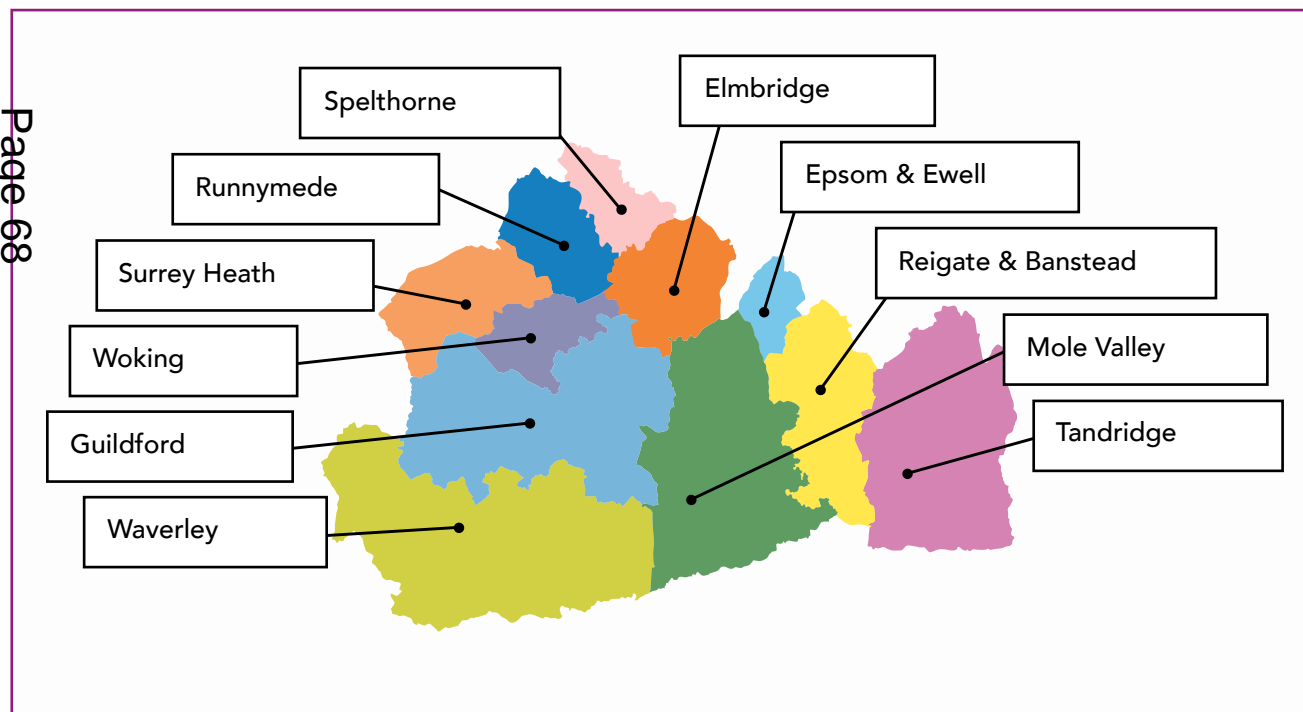 Page 68
Spelthorne
Elmbridge
Runnymede
Epsom & Ewell
Surrey Heath
Reigate & Banstead
Woking
Mole Valley
Guildford
Tandridge
Waverley